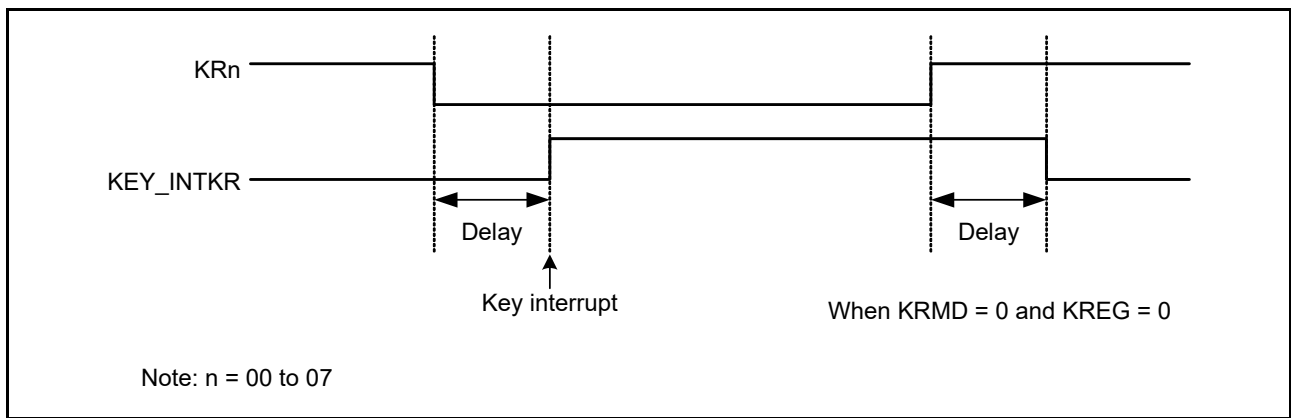 KRn
KEY_INTKR
Delay
Delay
Key interrupt
When KRMD = 0 and KREG = 0
Note: n = 00 to 07